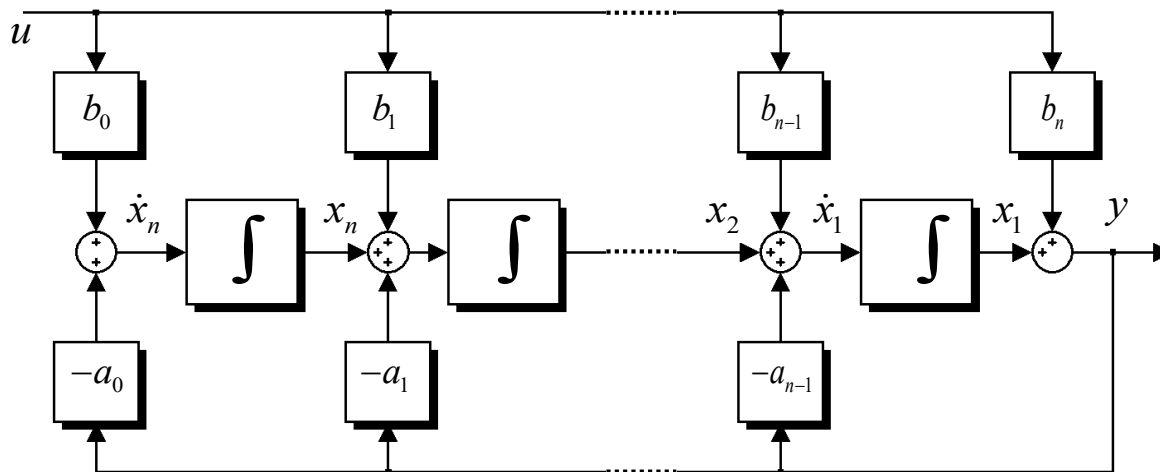 u
b₀ b₁ bₙ₋₁ bₙ
ẋₙ ∫ xₙ ∫ x₂ ẋ₁ ∫ x₁ y
+ + + + + + + + + +
−a₀ −a₁ −aₙ₋₁